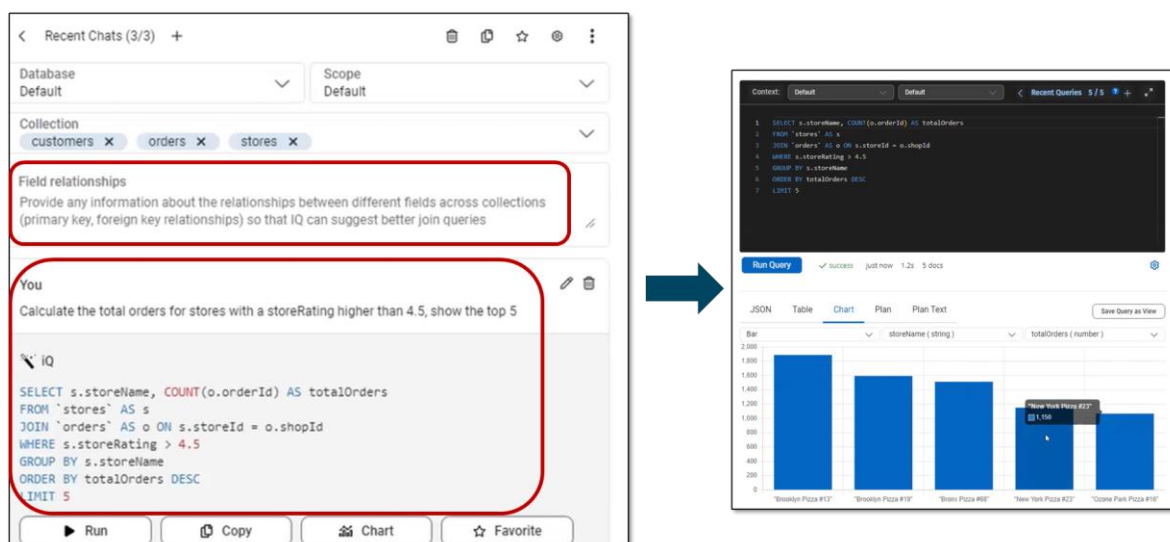 Recent Chats (3/3) +
Database
Default
Scope
Default
Collection
customers x orders x stores x
Field relationships
Provide any information about the relationships between different fields across collections
(primary key, foreign key relationships) so that IQ can suggest better join queries
You
Calculate the total orders for stores with a storeRating higher than 4.5, show the top 5
iQ
SELECT s.storeName, COUNT(o.orderId) AS totalOrders
FROM `stores` AS s
JOIN `orders` AS o ON s.storeId = o.shopId
WHERE s.storeRating > 4.5
GROUP BY s.storeName
ORDER BY totalOrders DESC
LIMIT 5
Run Copy Chart Favorite
Context: Default Default Recent Queries 5 / 5 ? +
1 SELECT s.storeName, COUNT(o.orderId) AS totalOrders
2 FROM `stores` AS s
3 JOIN `orders` AS o ON s.storeId = o.shopId
4 WHERE s.storeRating > 4.5
5 GROUP BY s.storeName
6 ORDER BY totalOrders DESC
7 LIMIT 5
Run Query success just now 1.2s 5 docs
JSON Table Chart Plan Plan Text Save Query as View
Bar storeName ( string ) totalOrders ( number )
2,000
1,800
1,600
1,400
1,200
1,000
800
600
400
200
0
"New York Pizza #23"
1,150
"Brooklyn Pizza #13" "Brooklyn Pizza #19" "Bronx Pizza #68" "New York Pizza #23" "Ozone Park Pizza #16"